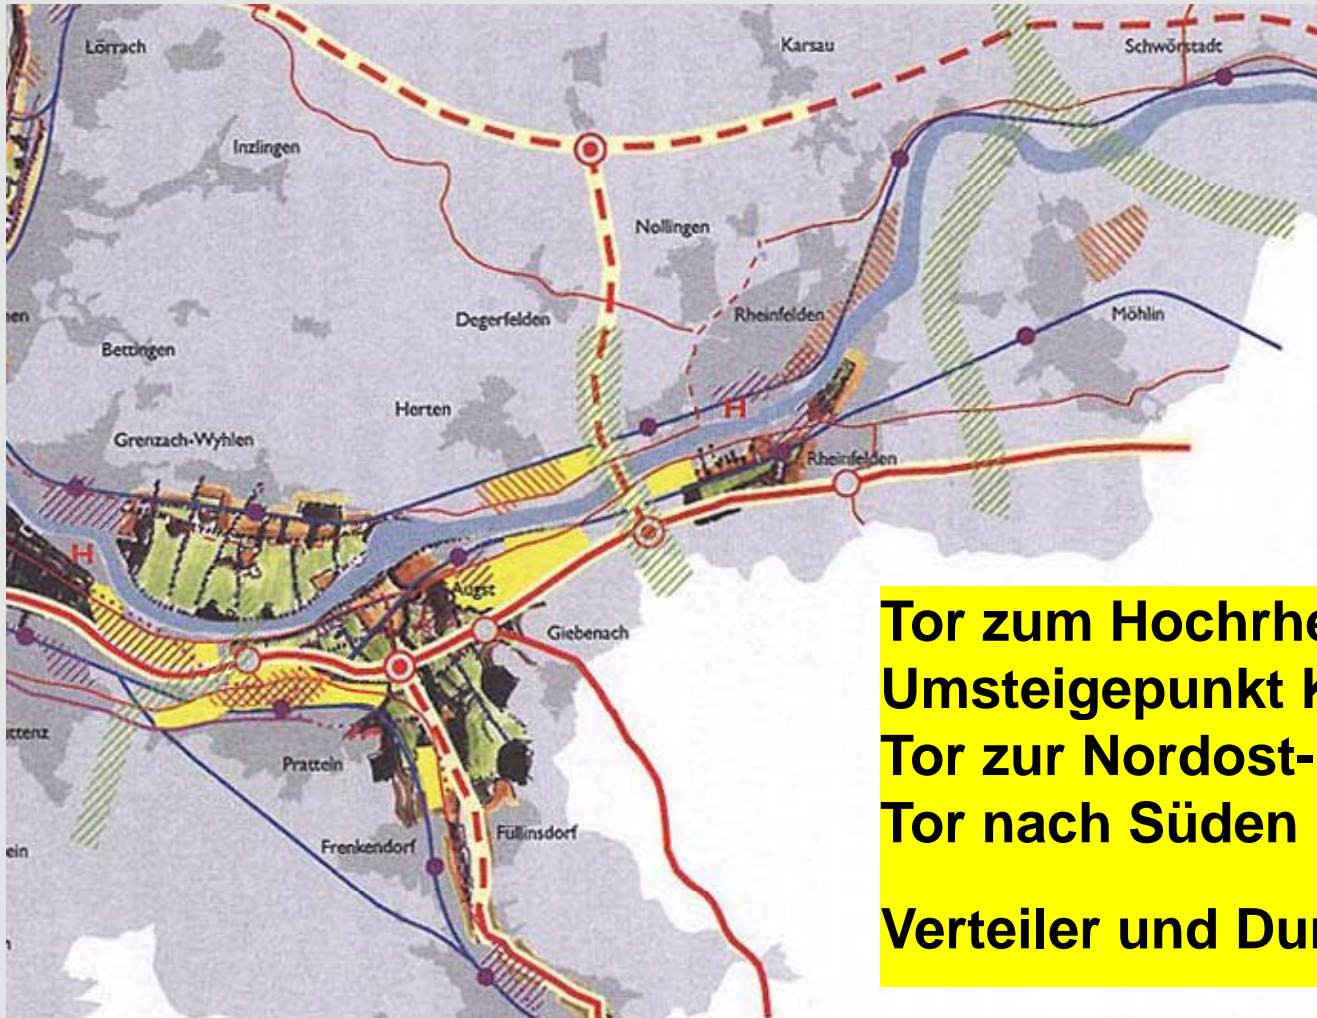 Lörrach
Karsau
Schwörstadt
Inzlingen
Nollingen
Degerfelden
Rheinfelden
Möhlin
Bettingen
Herten
Grenzach-Wyhlen
H
Rheinfelden
H
Augst
Giebenach
Pratteln
Frenkendorf
Füllinsdorf
Tor zum Hochrhe
Umsteigepunkt K
Tor zur Nordost-
Tor nach Süden
Verteiler und Dur